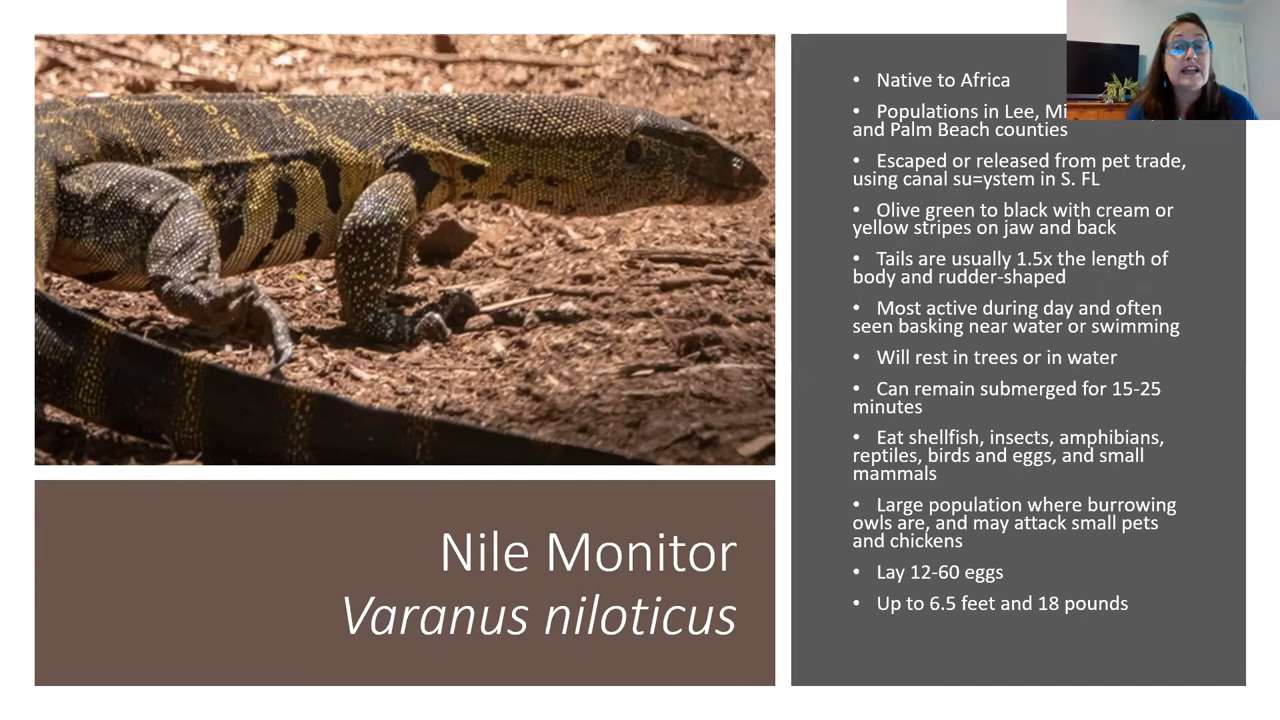 Nile Monitor
Varanus niloticus
• Native to Africa
• Populations in Lee,
and Palm Beach counties
• Escaped or released from pet trade,
using canal su=ystem in S. FL
• Olive green to black with cream or
yellow stripes on jaw and back
• Tails are usually 1.5x the length of
body and rudder-shaped
• Most active during day and often
seen basking near water or swimming
• Will rest in trees or in water
• Can remain submerged for 15-25
minutes
• Eat shellfish, insects, amphibians,
reptiles, birds and eggs, and small
mammals
• Large population where burrowing
owls are, and may attack small pets
and chickens
• Lay 12-60 eggs
• Up to 6.5 feet and 18 pounds